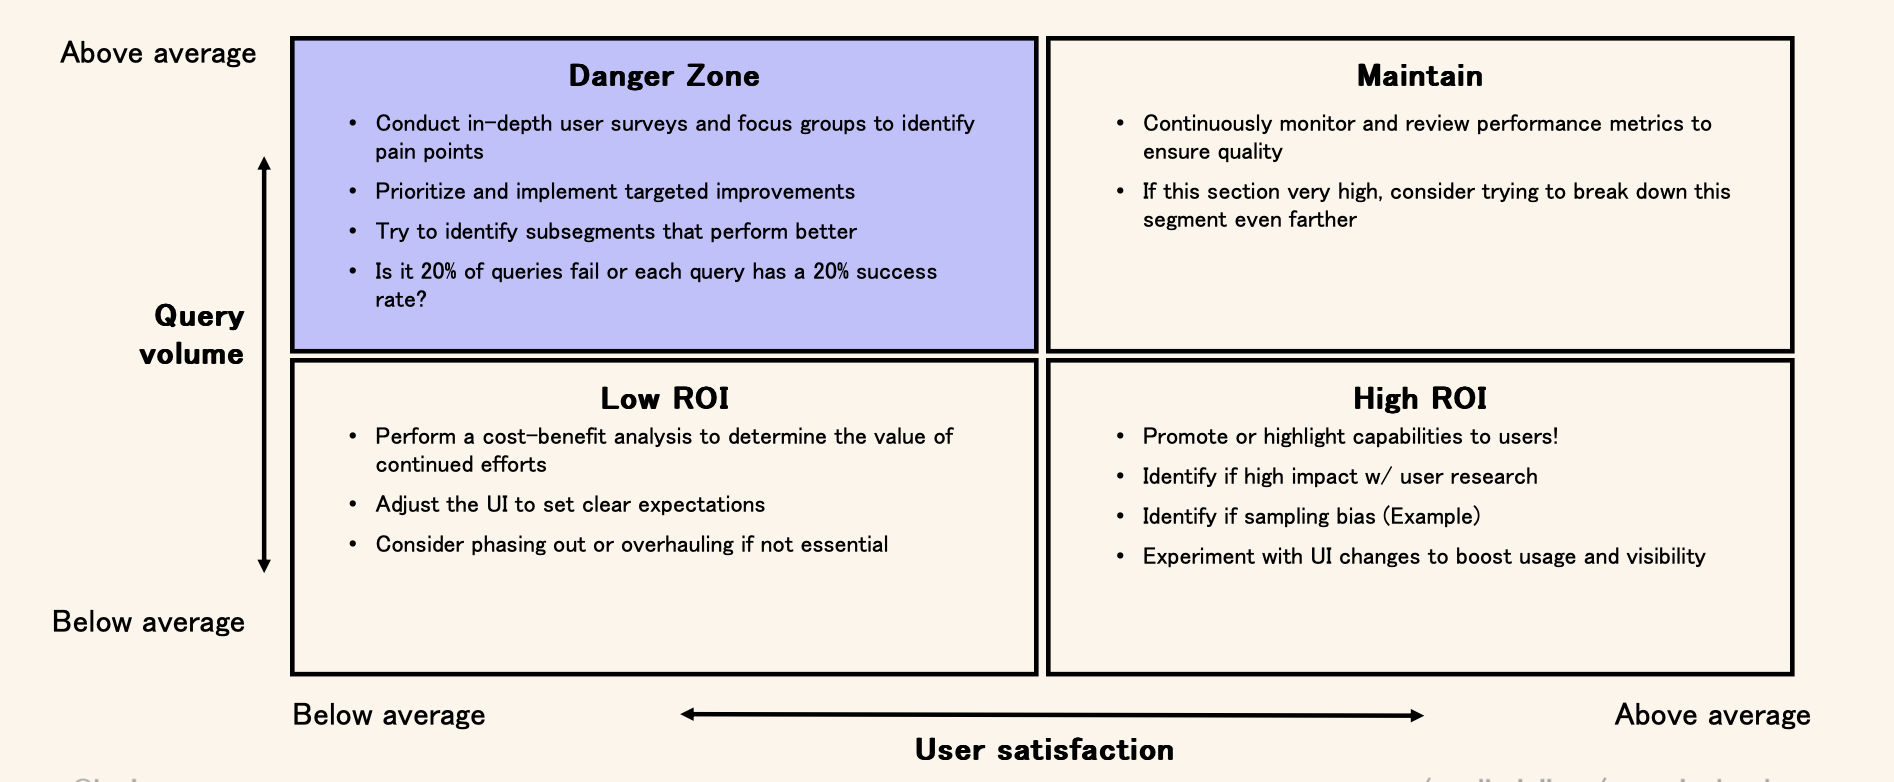 Above average
Danger Zone
• Conduct in-depth user surveys and focus groups to identify
pain points
• Prioritize and implement targeted improvements
• Try to identify subsegments that perform better
• Is it 20% of queries fail or each query has a 20% success
rate?
Maintain
• Continuously monitor and review performance metrics to
ensure quality
• If this section very high, consider trying to break down this
segment even farther
Query
volume
Low ROI
• Perform a cost-benefit analysis to determine the value of
continued efforts
• Adjust the UI to set clear expectations
• Consider phasing out or overhauling if not essential
High ROI
• Promote or highlight capabilities to users!
• Identify if high impact w/ user research
• Identify if sampling bias (Example)
• Experiment with UI changes to boost usage and visibility
Below average
Below average
Above average
User satisfaction